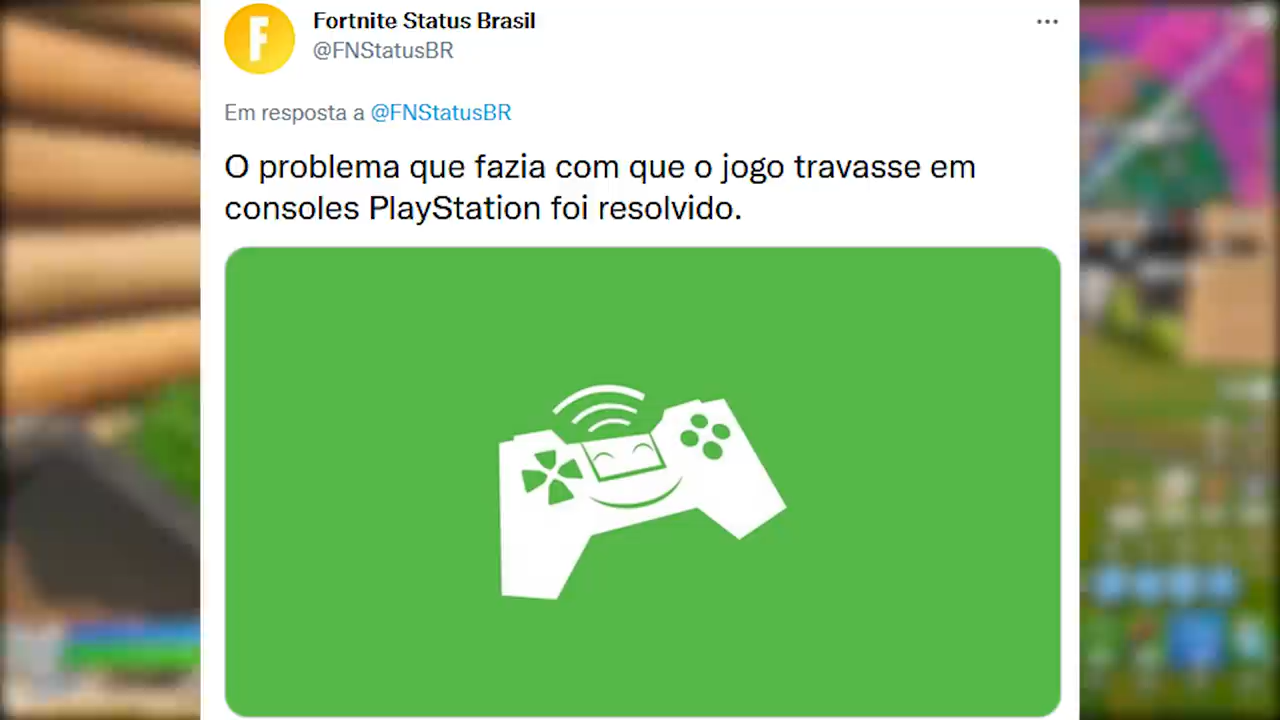 Fortnite Status Brasil
@FNStatusBR
Em resposta a @FNStatusBR
O problema que fazia com que o jogo travasse em
consoles PlayStation foi resolvido.